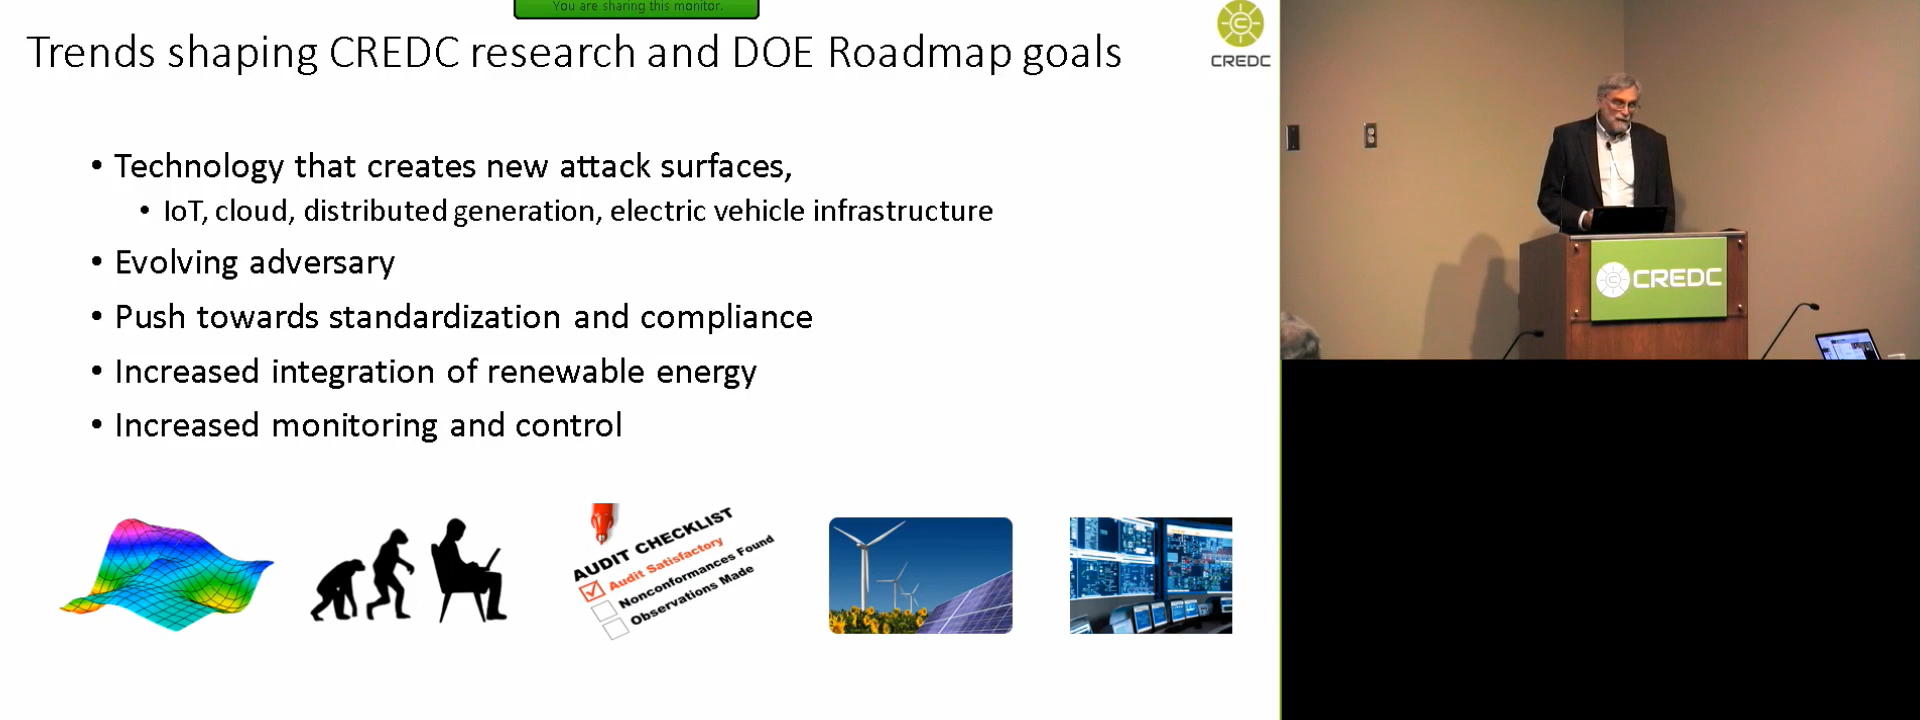 You are sharing this monitor.
Trends shaping CREDC research and DOE Roadmap goals
CREDC
• Technology that creates new attack surfaces,
• IoT, cloud, distributed generation, electric vehicle infrastructure
• Evolving adversary
• Push towards standardization and compliance
• Increased integration of renewable energy
• Increased monitoring and control
AUDIT CHECKLIST
Audit Satisfactory
Nonconformances Found
Observations Made
C CREDC